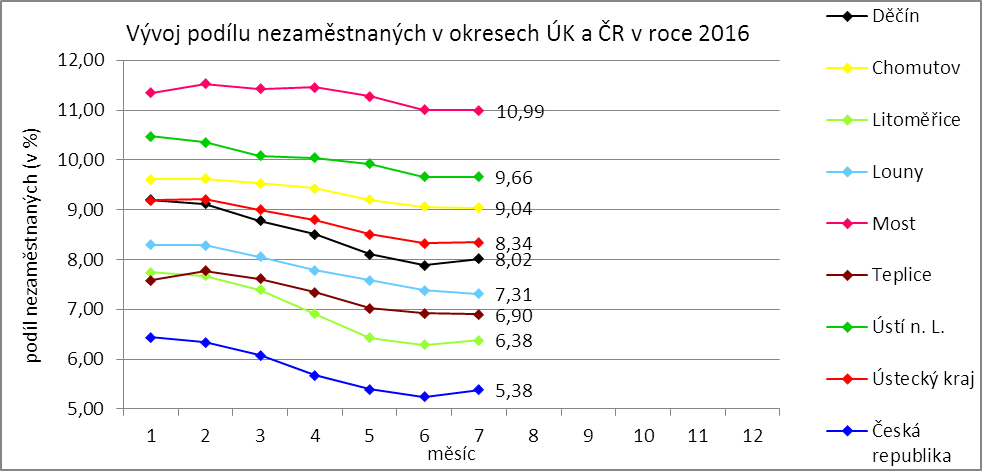 Vývoj podílu nezaměstnaných v okresech ÚK a ČR v roce 2016
podíl nezaměstnaných (v %)
12,00
11,00
10,00
9,00
8,00
7,00
6,00
5,00
10,99
9,66
9,04
8,34
8,02
7,31
6,90
6,38
5,38
1 2 3 4 5 6 7 8 9 10 11 12
měsíc
Děčín
Chomutov
Litoměřice
Louny
Most
Teplice
Ústí n. L.
Ústecký kraj
Česká
republika